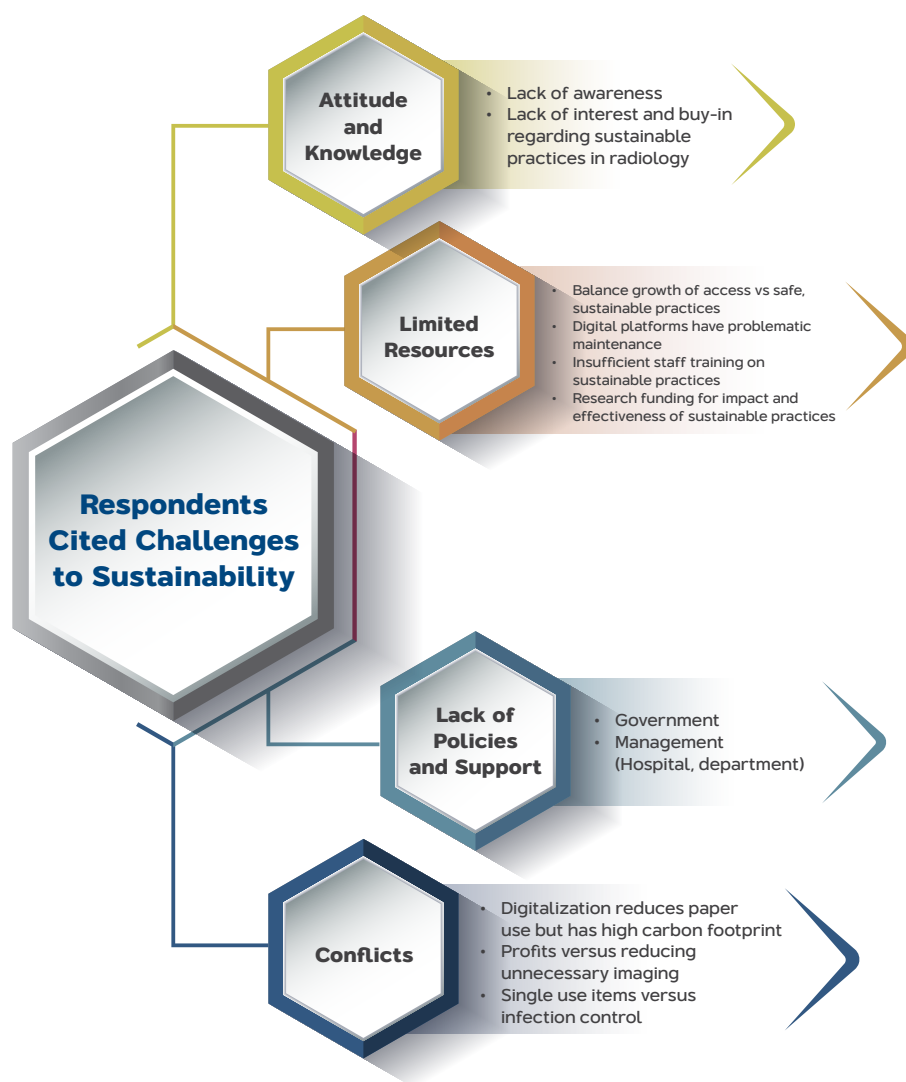 Attitude
and
Knowledge
• Lack of awareness
• Lack of interest and buy-in
regarding sustainable
practices in radiology
Limited
Resources
• Balance growth of access vs safe,
sustainable practices
• Digital platforms have problematic
maintenance
• Insufficient staff training on
sustainable practices
• Research funding for impact and
effectiveness of sustainable practices
Respondents
Cited Challenges
to Sustainability
Lack of
Policies
and Support
• Government
• Management
(Hospital, department)
Conflicts
• Digitalization reduces paper
use but has high carbon footprint
• Profits versus reducing
unnecessary imaging
• Single use items versus
infection control